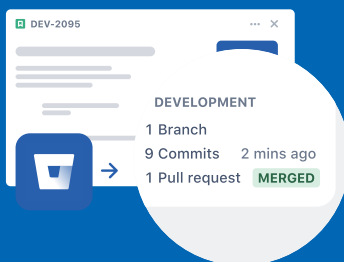 DEV-2095
DEVELOPMENT
1 Branch
9 Commits 2 mins ago
1 Pull request MERGED